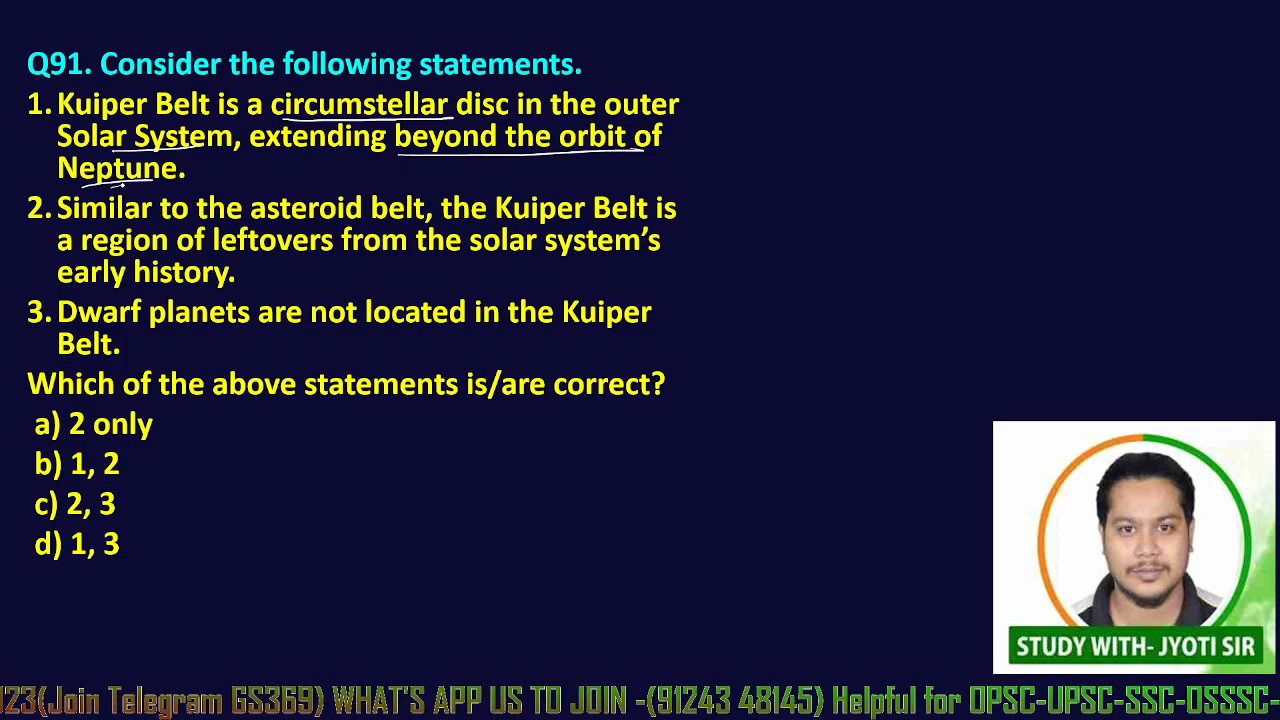 Q91. Consider the following statements.
1. Kuiper Belt is a circumstellar disc in the outer
Solar System, extending beyond the orbit of
Neptune.
2. Similar to the asteroid belt, the Kuiper Belt is
a region of leftovers from the solar system’s
early history.
3. Dwarf planets are not located in the Kuiper
Belt.
Which of the above statements is/are correct?
a) 2 only
b) 1, 2
c) 2, 3
d) 1, 3
STUDY WITH- JYOTI SIR
123(Join Telegram GS369) WHAT'S APP US TO JOIN -(91243 48145) Helpful for OPSC-UPSC-SSC-OSSSC-